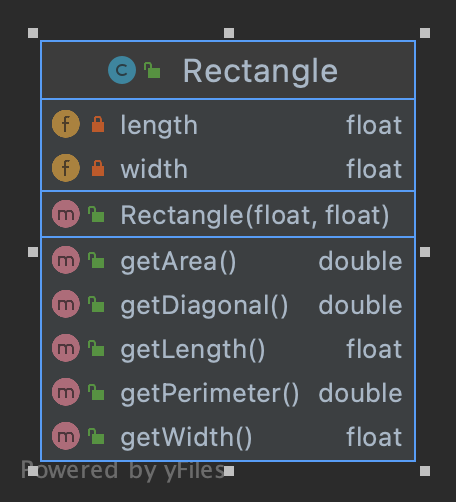 C Rectangle
f length float
f width float
m Rectangle(float, float)
m getArea() double
m getDiagonal() double
m getLength() float
m getPerimeter() double
m getWidth() float
Powered by yFiles